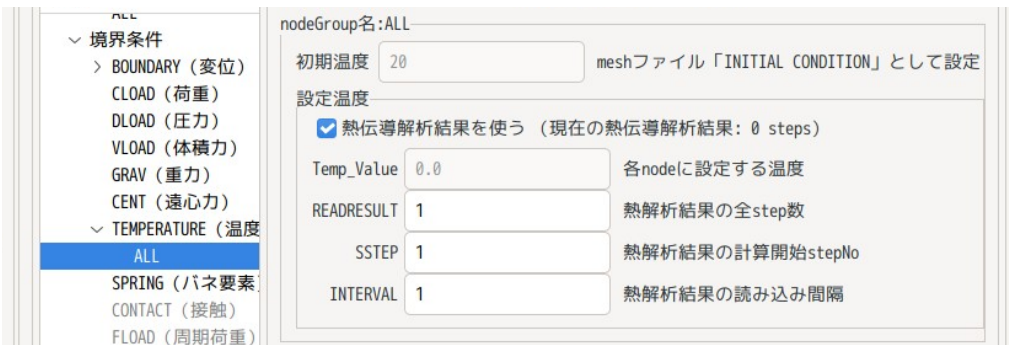 ALL
境界条件
BOUNDARY (変位)
CLOAD (荷重)
DLOAD (圧力)
VLOAD (体積力)
GRAV (重力)
CENT (遠心力)
TEMPERATURE (温度
ALL
SPRING (バネ要素)
CONTACT (接触)
FLOAD (周期荷重)
nodeGroup名:ALL
初期温度 20 meshファイル「INITIAL CONDITION」として設定
設定温度
熱伝導解析結果を使う (現在の熱伝導解析結果: 0 steps)
Temp_Value 0.0 各nodeに設定する温度
READRESULT 1 熱解析結果の全step数
SSTEP 1 熱解析結果の計算開始stepNo
INTERVAL 1 熱解析結果の読み込み間隔